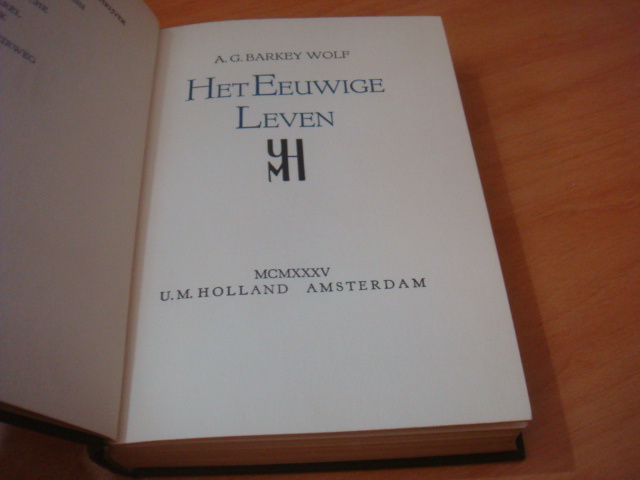 A. G. BARKEY WOLF
HET EEUWIGE
LEVEN
UMH
MCMXXXV
U.M. HOLLAND AMSTERDAM